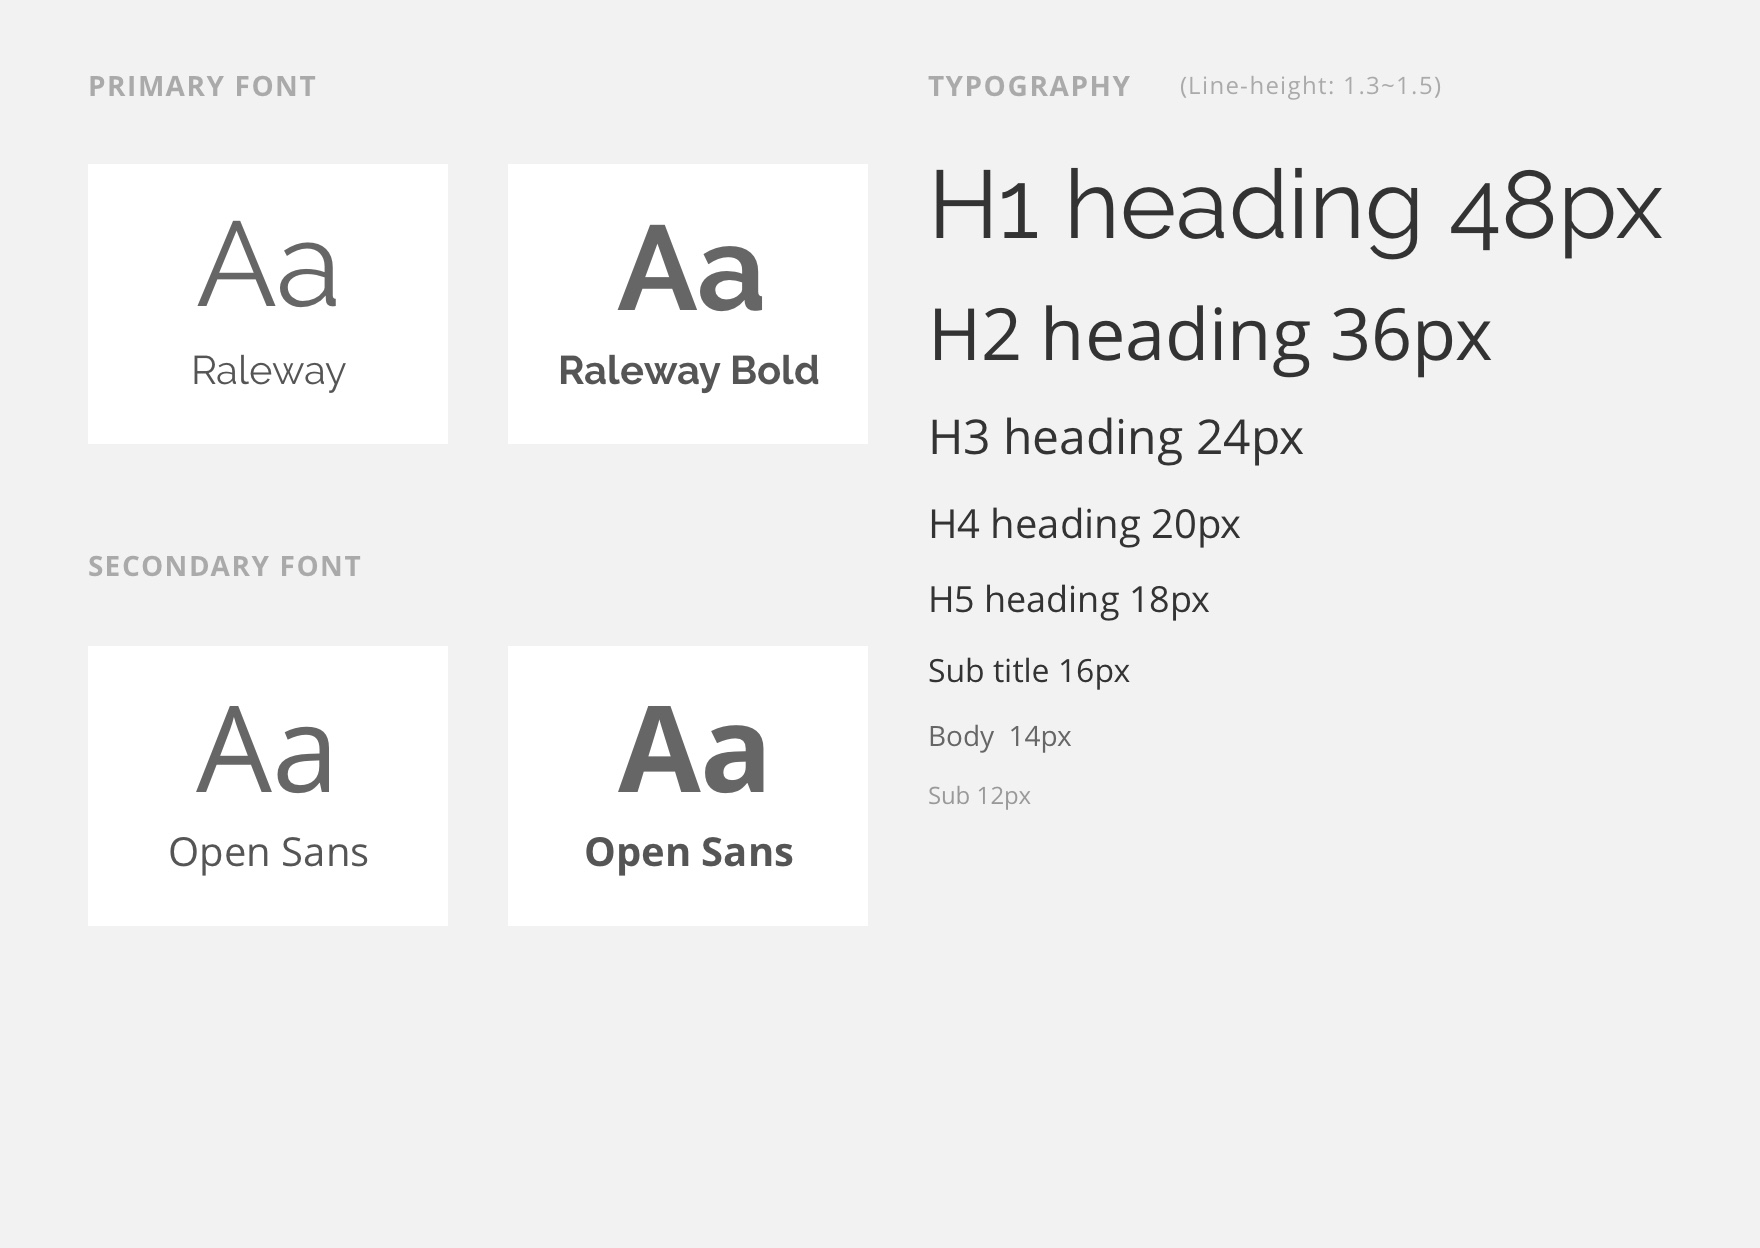 PRIMARY FONT
Aa
Raleway
Aa
Raleway Bold
SECONDARY FONT
Aa
Open Sans
Aa
Open Sans
TYPOGRAPHY (Line-height: 1.3~1.5)
H1 heading 48px
H2 heading 36px
H3 heading 24px
H4 heading 20px
H5 heading 18px
Sub title 16px
Body  14px
Sub 12px